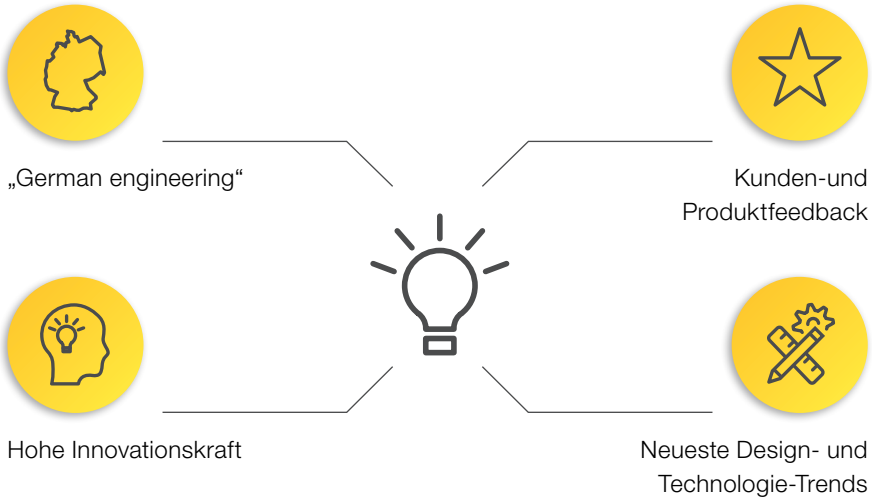 „German engineering“
Kunden-und
Produktfeedback
Hohe Innovationskraft
Neueste Design- und
Technologie-Trends